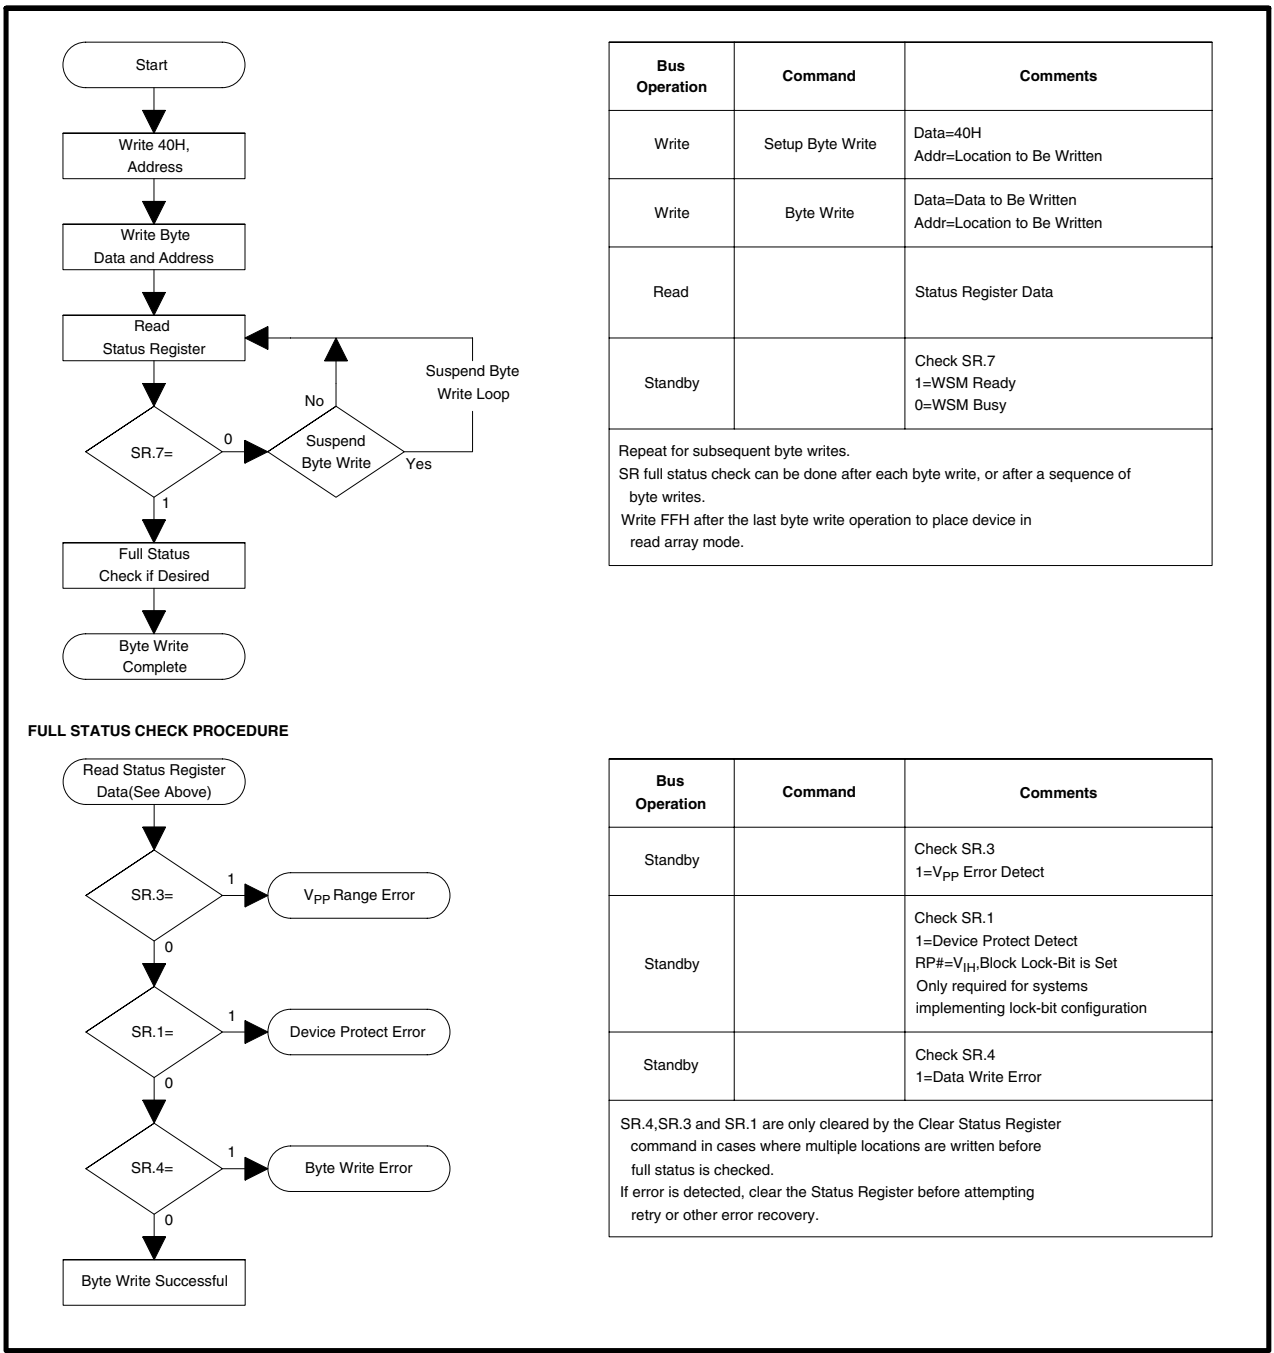 Start
Write 40H,
Address
Write Byte
Data and Address
Read
Status Register
Suspend Byte
Write Loop
No
SR.7=
0
Suspend
Byte Write
Yes
1
Full Status
Check if Desired
Byte Write
Complete
Bus
Operation
Command
Comments
Write
Setup Byte Write
Data=40H
Addr=Location to Be Written
Write
Byte Write
Data=Data to Be Written
Addr=Location to Be Written
Read
Status Register Data
Standby
Check SR.7
1=WSM Ready
0=WSM Busy
Repeat for subsequent byte writes.
SR full status check can be done after each byte write, or after a sequence of
byte writes.
Write FFH after the last byte write operation to place device in
read array mode.
FULL STATUS CHECK PROCEDURE
Read Status Register
Data(See Above)
SR.3=
1
VPP Range Error
0
SR.1=
1
Device Protect Error
0
SR.4=
1
Byte Write Error
0
Byte Write Successful
Bus
Operation
Command
Comments
Standby
Check SR.3
1=VPP Error Detect
Standby
Check SR.1
1=Device Protect Detect
RP#=VIH,Block Lock-Bit is Set
Only required for systems
implementing lock-bit configuration
Standby
Check SR.4
1=Data Write Error
SR.4,SR.3 and SR.1 are only cleared by the Clear Status Register
command in cases where multiple locations are written before
full status is checked.
If error is detected, clear the Status Register before attempting
retry or other error recovery.